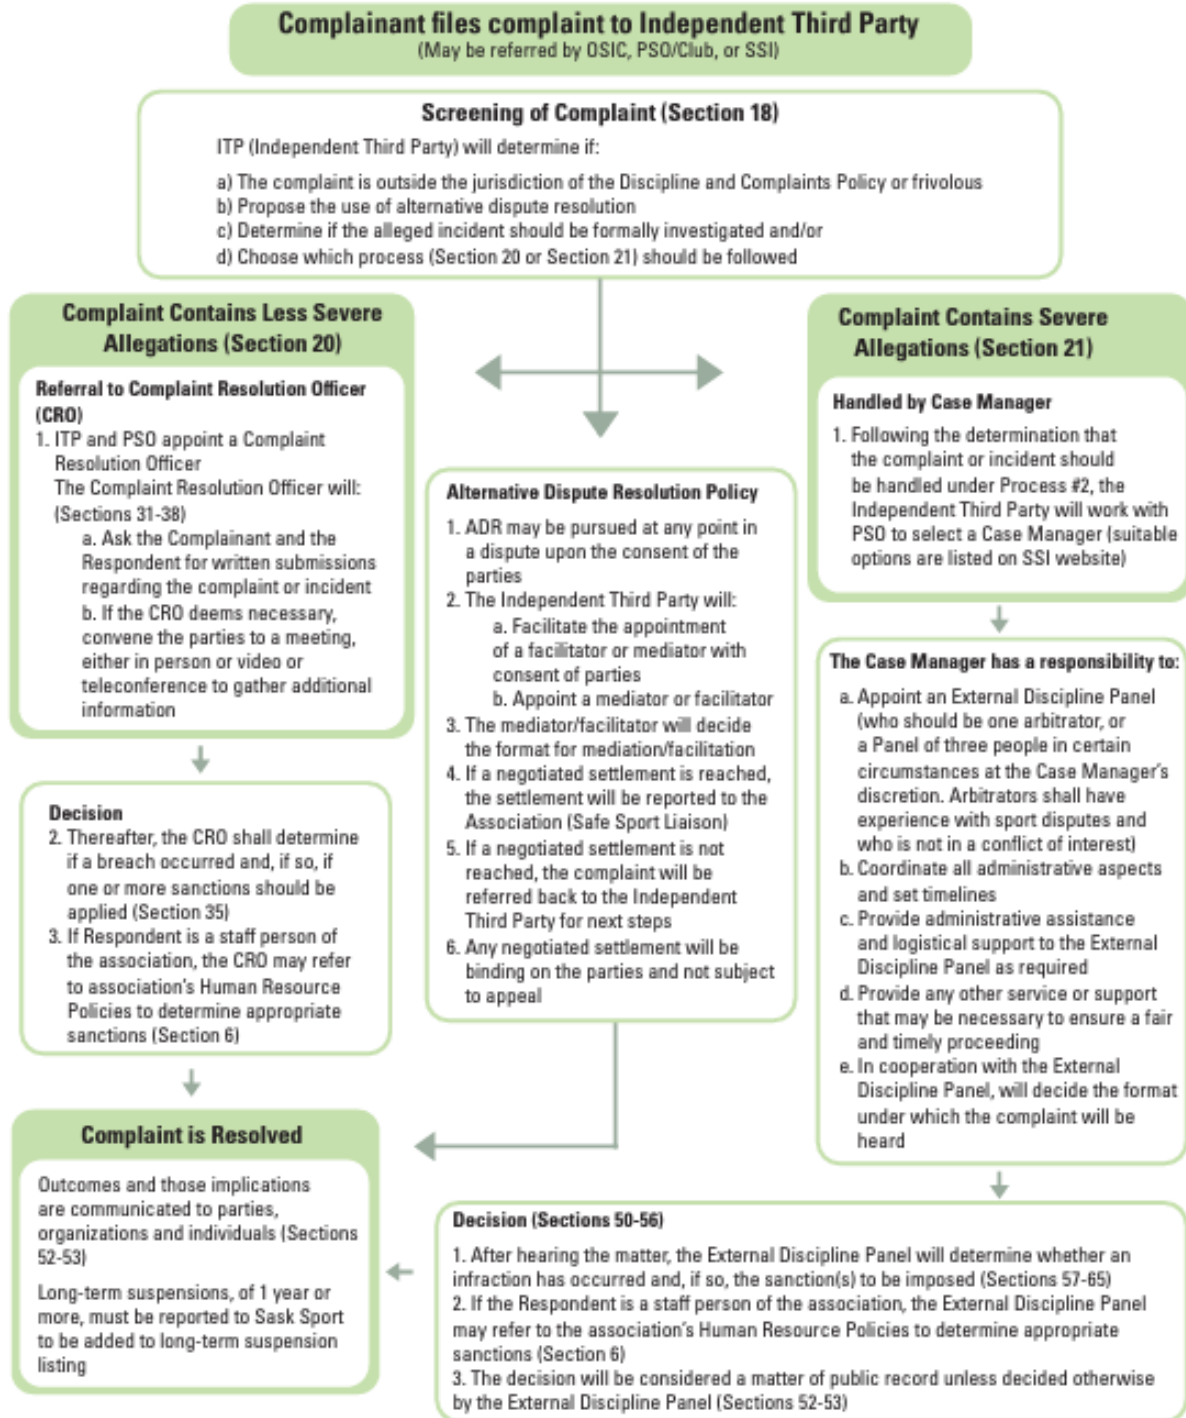 Complainant files complaint to Independent Third Party
(May be referred by OSIC, PSO/Club, or SSI)
Screening of Complaint (Section 18)
ITP (Independent Third Party) will determine if:
a) The complaint is outside the jurisdiction of the Discipline and Complaints Policy or frivolous
b) Propose the use of alternative dispute resolution
c) Determine if the alleged incident should be formally investigated and/or
d) Choose which process (Section 20 or Section 21) should be followed
Complaint Contains Less Severe
Allegations (Section 20)
Referral to Complaint Resolution Officer
(CRO)
1. ITP and PSO appoint a Complaint
Resolution Officer
The Complaint Resolution Officer will:
(Sections 31-38)
a. Ask the Complainant and the
Respondent for written submissions
regarding the complaint or incident
b. If the CRO deems necessary,
convene the parties to a meeting,
either in person or video or
teleconference to gather additional
information
Decision
2. Thereafter, the CRO shall determine
if a breach occurred and, if so, if
one or more sanctions should be
applied (Section 35)
3. If Respondent is a staff person of
the association, the CRO may refer
to association's Human Resource
Policies to determine appropriate
sanctions (Section 6)
Alternative Dispute Resolution Policy
1. ADR may be pursued at any point in
a dispute upon the consent of the
parties
2. The Independent Third Party will:
a. Facilitate the appointment
of a facilitator or mediator with
consent of parties
b. Appoint a mediator or facilitator
3. The mediator/facilitator will decide
the format for mediation/facilitation
4. If a negotiated settlement is reached,
the settlement will be reported to the
Association (Safe Sport Liaison)
5. If a negotiated settlement is not
reached, the complaint will be
referred back to the Independent
Third Party for next steps
6. Any negotiated settlement will be
binding on the parties and not subject
to appeal
Complaint Contains Severe
Allegations (Section 21)
Handled by Case Manager
1. Following the determination that
the complaint or incident should
be handled under Process #2, the
Independent Third Party will work with
PSO to select a Case Manager (suitable
options are listed on SSI website)
The Case Manager has a responsibility to:
a. Appoint an External Discipline Panel
(who should be one arbitrator, or
a Panel of three people in certain
circumstances at the Case Manager's
discretion. Arbitrators shall have
experience with sport disputes and
who is not in a conflict of interest)
b. Coordinate all administrative aspects
and set timelines
c. Provide administrative assistance
and logistical support to the External
Discipline Panel as required
d. Provide any other service or support
that may be necessary to ensure a fair
and timely proceeding
e. In cooperation with the External
Discipline Panel, will decide the format
under which the complaint will be
heard
Decision (Sections 50-56)
1. After hearing the matter, the External Discipline Panel will determine whether an
infraction has occurred and, if so, the sanction(s) to be imposed (Sections 57-65)
2. If the Respondent is a staff person of the association, the External Discipline Panel
may refer to the association's Human Resource Policies to determine appropriate
sanctions (Section 6)
3. The decision will be considered a matter of public record unless decided otherwise
by the External Discipline Panel (Sections 52-53)
Complaint is Resolved
Outcomes and those implications
are communicated to parties,
organizations and individuals (Sections
52-53)
Long-term suspensions, of 1 year or
more, must be reported to Sask Sport
to be added to long-term suspension
listing